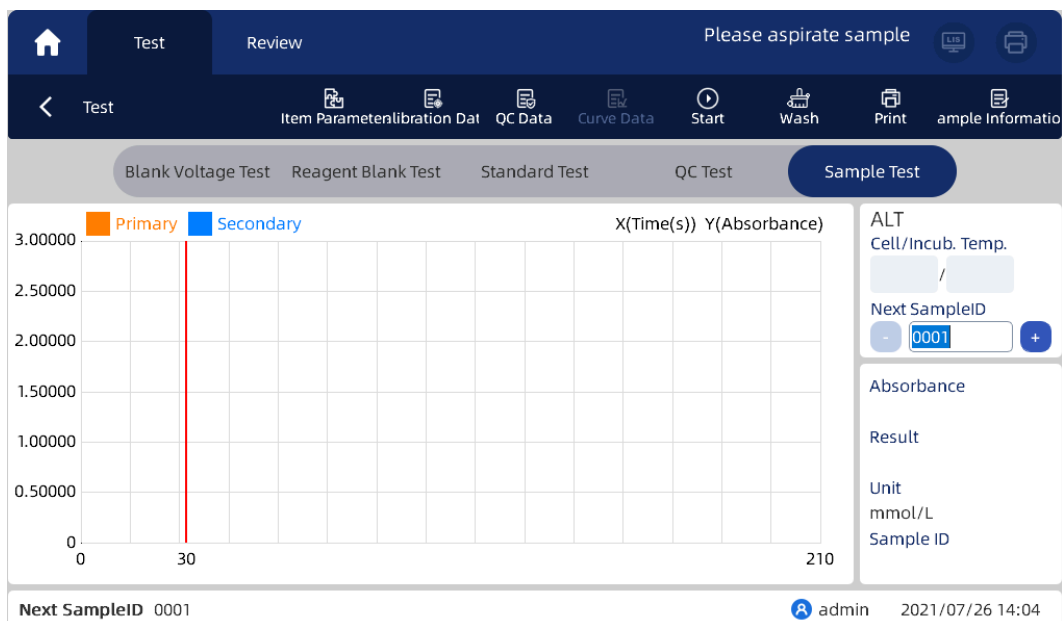 Test Review Please aspirate sample LIS
Test Item Parameter alibration Dat QC Data Curve Data Start Wash Print ample Informatio
Blank Voltage Test Reagent Blank Test Standard Test QC Test Sample Test
Primary Secondary X(Time(s)) Y(Absorbance)
3.00000
2.50000
2.00000
1.50000
1.00000
0.50000
0
0 30 210
ALT
Cell/Incub. Temp.
/
Next SampleID
- 0001 +
Absorbance
Result
Unit
mmol/L
Sample ID
Next SampleID 0001 admin 2021/07/26 14:04